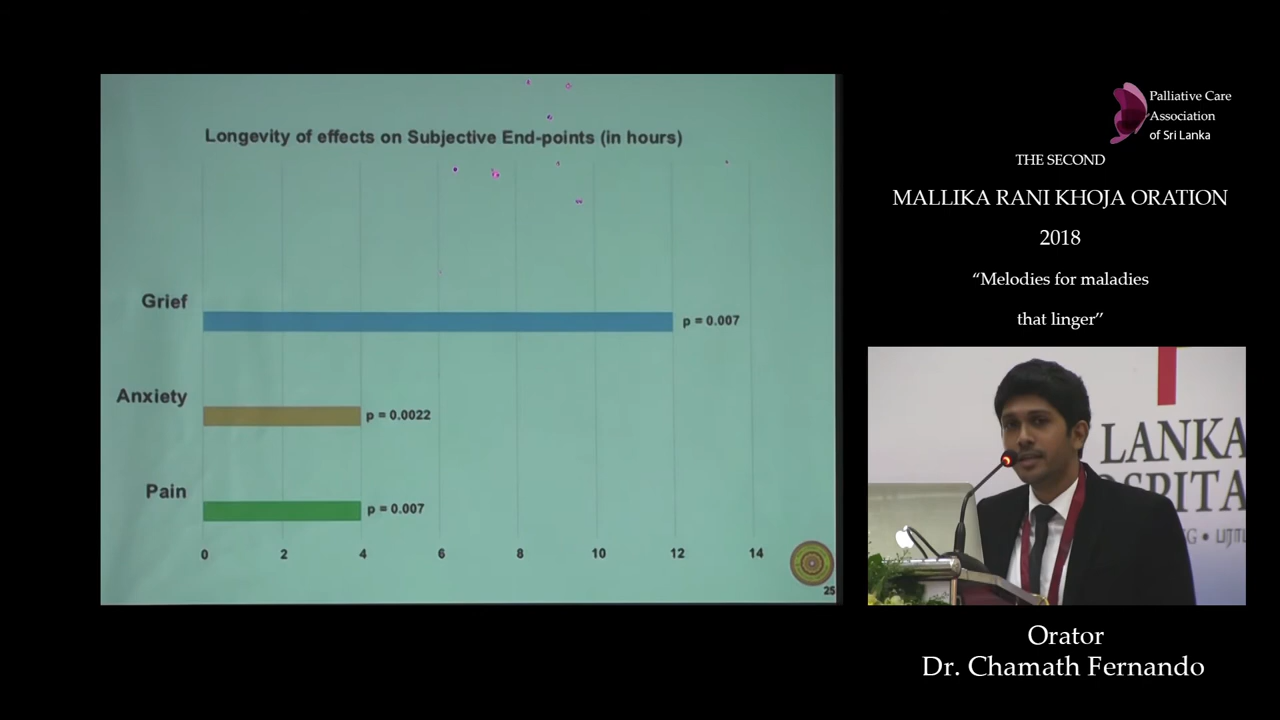 Longevity of effects on Subjective End-points (in hours)
Grief
p = 0.007
Anxiety
p = 0.0022
Pain
p = 0.007
0 2 4 6 8 10 12 14
25
Palliative Care
Association
of Sri Lanka
THE SECOND
MALLIKA RANI KHOJA ORATION
2018
“Melodies for maladies
that linger”
LANKA
Orator
Dr. Chamath Fernando